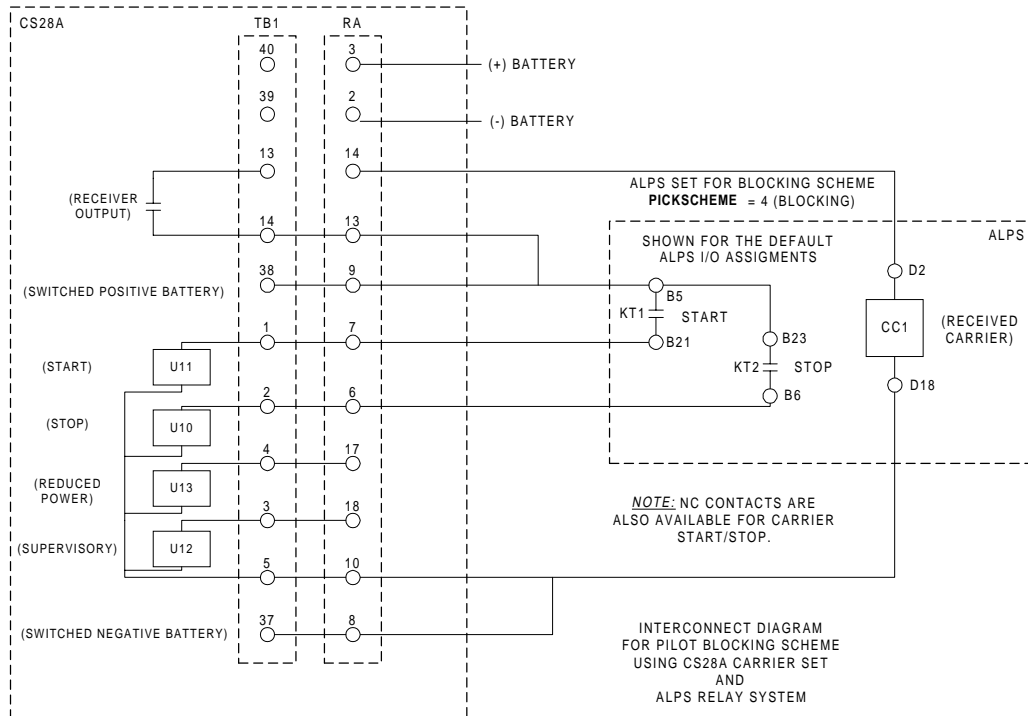 CS28A
TB1
RA
40
3
(+) BATTERY
39
2
(-) BATTERY
13
14
(RECEIVER
OUTPUT)
14
13
ALPS SET FOR BLOCKING SCHEME
PICKSCHEME = 4 (BLOCKING)
ALPS
SHOWN FOR THE DEFAULT
ALPS I/O ASSIGMENTS
(SWITCHED POSITIVE BATTERY)
38
9
B5
KT1
START
B21
B23
KT2
STOP
B6
D2
CC1
(RECEIVED
CARRIER)
D18
(START)
U11
1
7
(STOP)
U10
2
6
(REDUCED
POWER)
U13
4
17
(SUPERVISORY)
U12
3
18
5
10
(SWITCHED NEGATIVE BATTERY)
37
8
NOTE: NC CONTACTS ARE
ALSO AVAILABLE FOR CARRIER
START/STOP.
INTERCONNECT DIAGRAM
FOR PILOT BLOCKING SCHEME
USING CS28A CARRIER SET
AND
ALPS RELAY SYSTEM